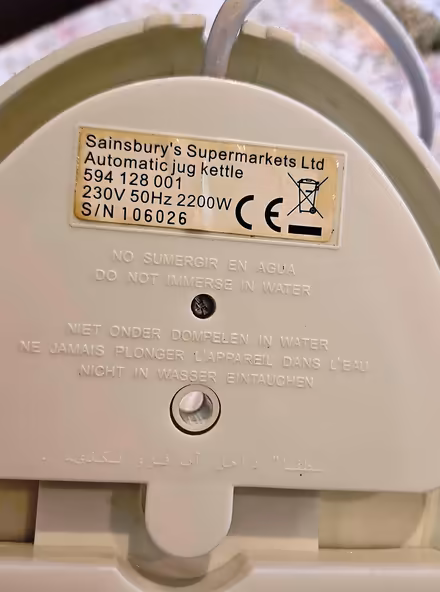 Sainsbury's Supermarkets Ltd
Automatic jug kettle
594 128 001
230V 50Hz 2200W
S/N 106026
CE
NO SUMERGIR EN AGUA
DO NOT IMMERSE IN WATER
NIET ONDER DOMPELEN IN WATER
NE JAMAIS PLONGER L'APPAREIL DANS L'EAU
NICHT IN WASSER EINTAUCHEN